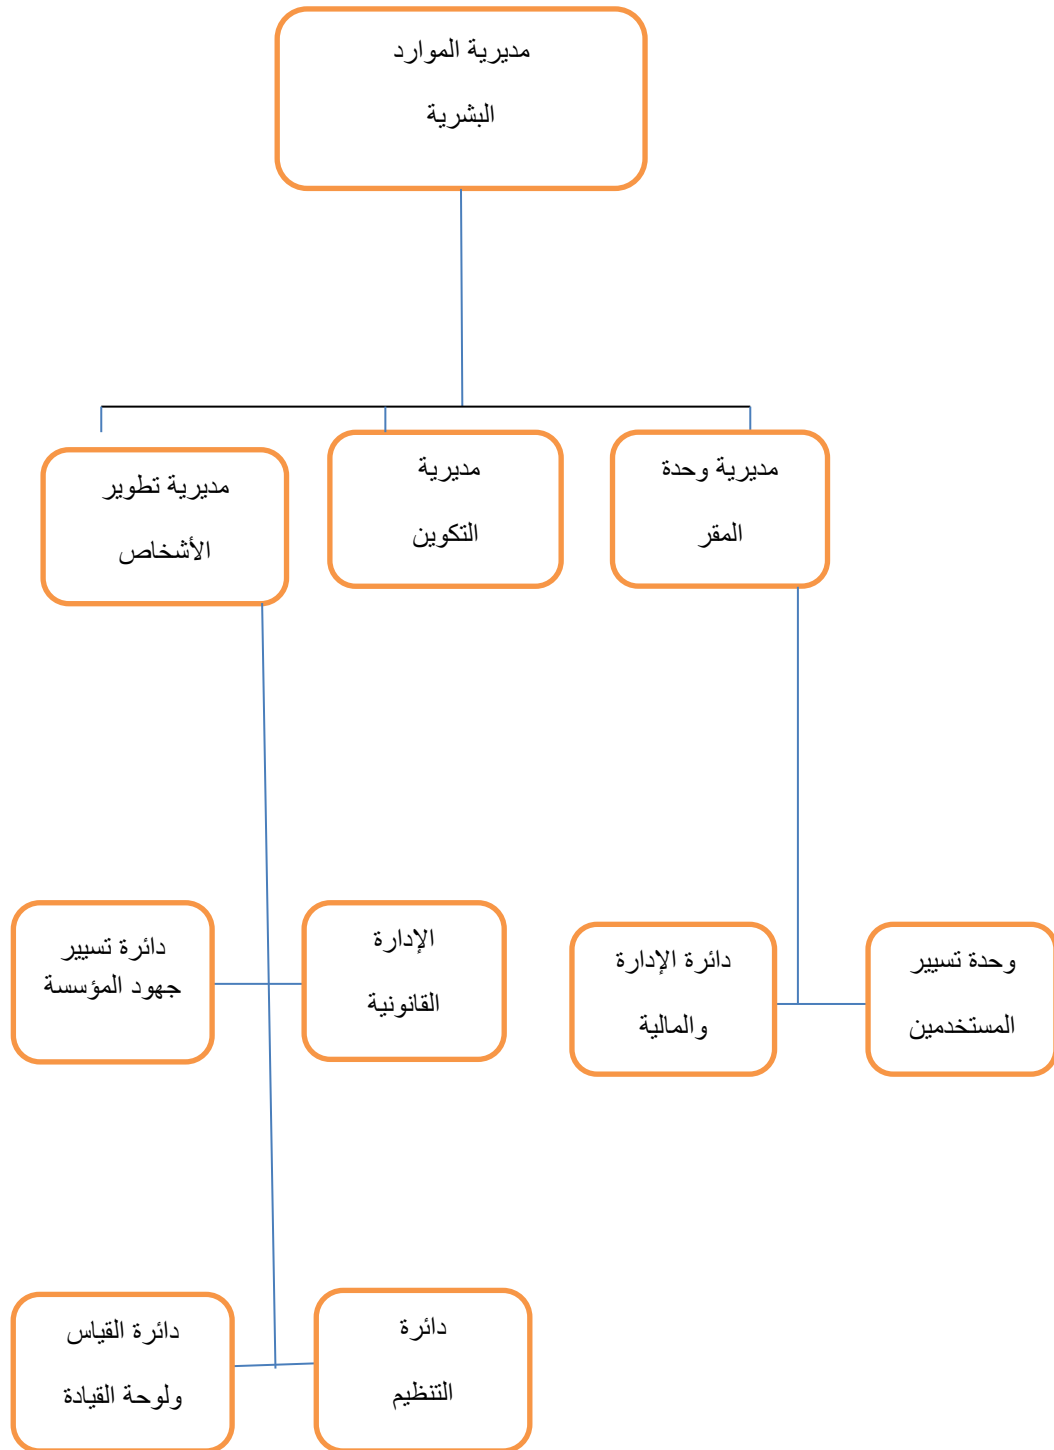 مديرية الموارد
البشرية
مديرية وحدة
المقر
مديرية
التكوين
مديرية تطوير
الأشخاص
وحدة تسيير
المستخدمين
دائرة الإدارة
والمالية
الإدارة
القانونية
دائرة تسيير
جهود المؤسسة
دائرة
التنظيم
دائرة القياس
ولوحة القيادة